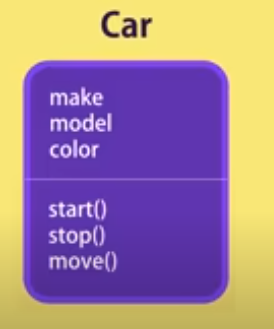 Car
make
model
color
start()
stop()
move()